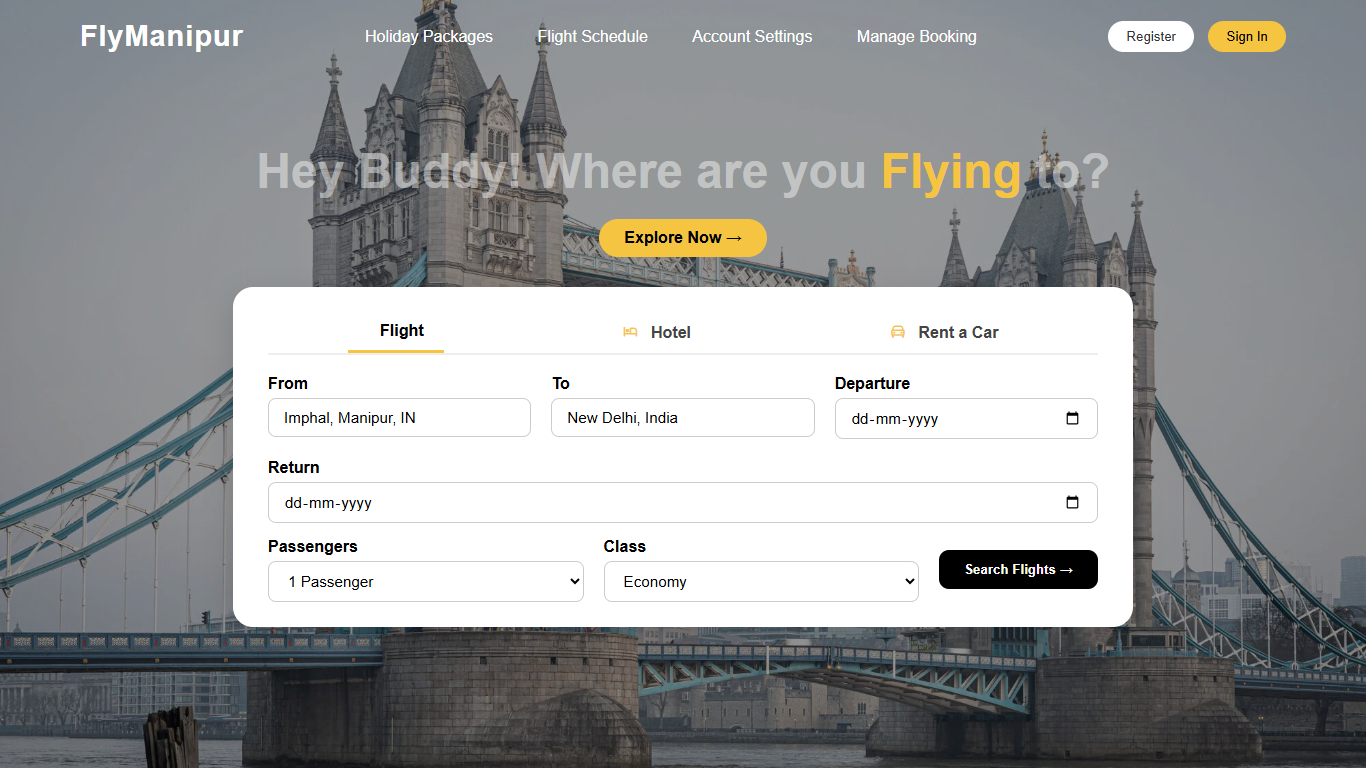 FlyManipur
Holiday Packages Flight Schedule Account Settings Manage Booking
Register Sign In
Hey Buddy! Where are you Flying to?
Explore Now →
Flight Hotel Rent a Car
From To Departure
Imphal, Manipur, IN New Delhi, India dd-mm-yyyy
Return
dd-mm-yyyy
Passengers Class
1 Passenger Economy Search Flights →